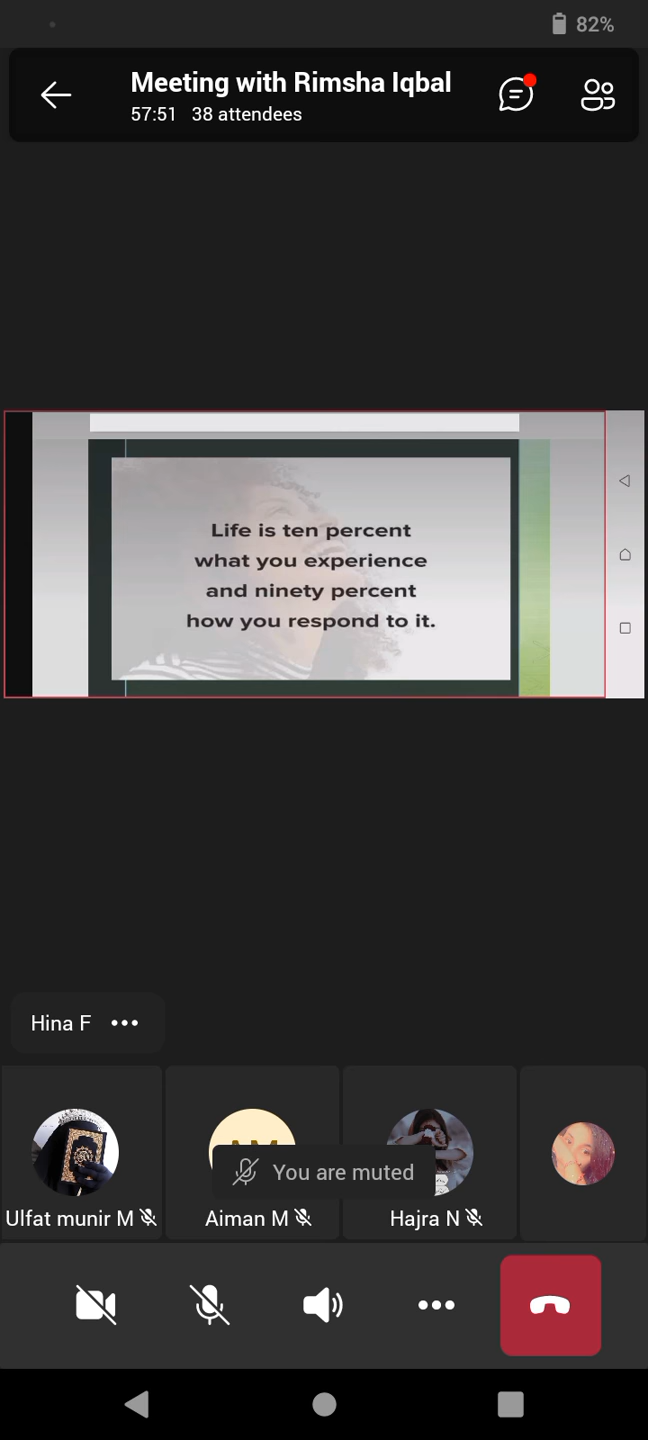 82%
Meeting with Rimsha Iqbal
57:51 38 attendees
Life is ten percent
what you experience
and ninety percent
how you respond to it.
Hina F
You are muted
Ulfat munir M
Aiman M
Hajra N